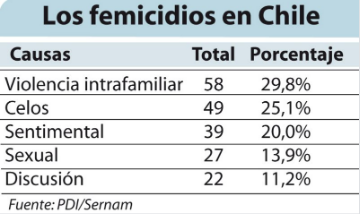 Los femicidios en Chile
Causas Total Porcentaje
Violencia intrafamiliar 58 29,8%
Celos 49 25,1%
Sentimental 39 20,0%
Sexual 27 13,9%
Discusión 22 11,2%
Fuente: PDI/Sernam